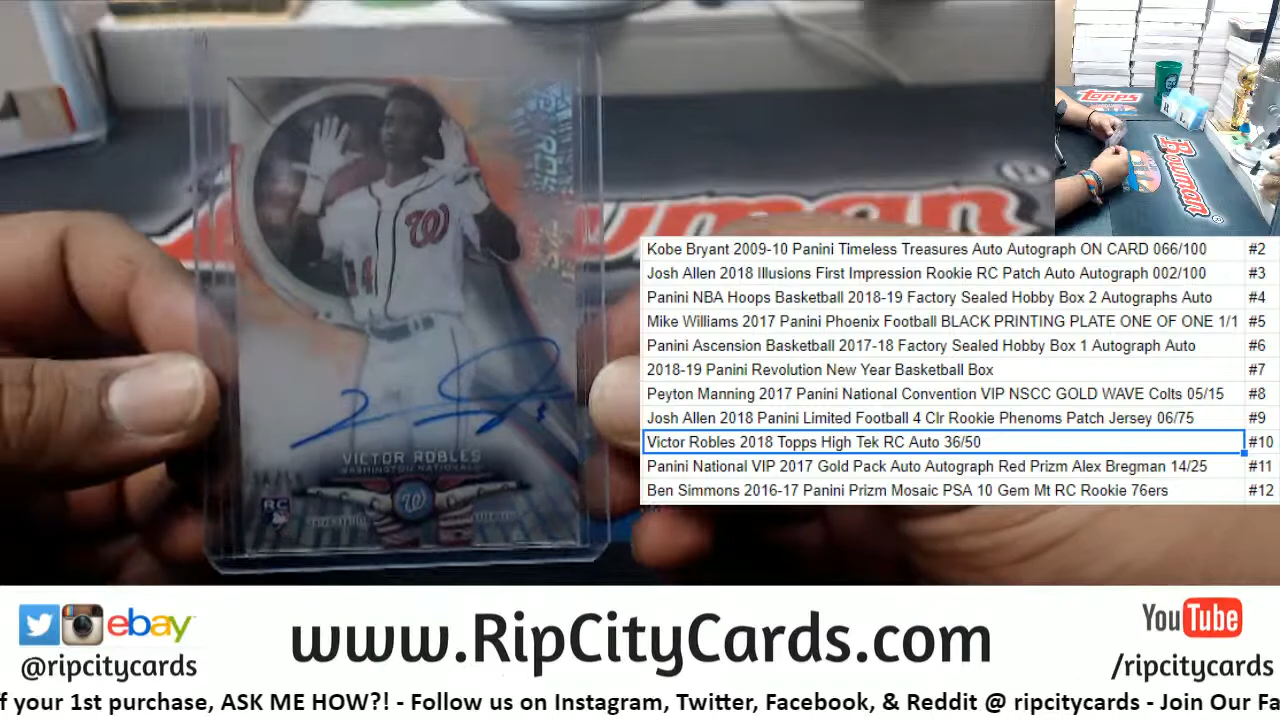 VICTOR ROBLES
WASHINGTON NATIONALS
RC
W
W
topps
Bowman
Kobe Bryant 2009-10 Panini Timeless Treasures Auto Autograph ON CARD 066/100 #2
Josh Allen 2018 Illusions First Impression Rookie RC Patch Auto Autograph 002/100 #3
Panini NBA Hoops Basketball 2018-19 Factory Sealed Hobby Box 2 Autographs Auto #4
Mike Williams 2017 Panini Phoenix Football BLACK PRINTING PLATE ONE OF ONE 1/1 #5
Panini Ascension Basketball 2017-18 Factory Sealed Hobby Box 1 Autograph Auto #6
2018-19 Panini Revolution New Year Basketball Box #7
Peyton Manning 2017 Panini National Convention VIP NSCC GOLD WAVE Colts 05/15 #8
Josh Allen 2018 Panini Limited Football 4 Clr Rookie Phenoms Patch Jersey 06/75 #9
Victor Robles 2018 Topps High Tek RC Auto 36/50 #10
Panini National VIP 2017 Gold Pack Auto Autograph Red Prizm Alex Bregman 14/25 #11
Ben Simmons 2016-17 Panini Prizm Mosaic PSA 10 Gem Mt RC Rookie 76ers #12
ebay
@ripcitycards
www.RipCityCards.com
YouTube
/ripcitycards
f your 1st purchase, ASK ME HOW?! - Follow us on Instagram, Twitter, Facebook, & Reddit @ ripcitycards - Join Our Fa